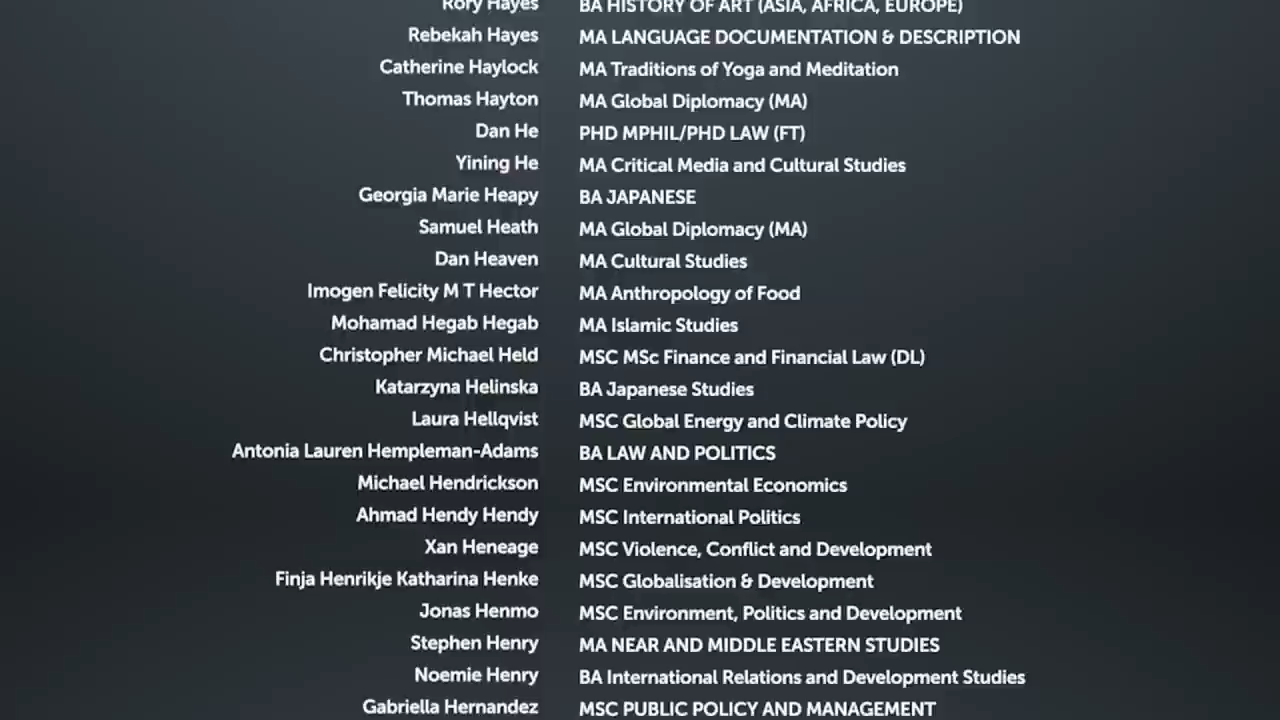 Rory Hayes BA HISTORY OF ART (ASIA, AFRICA, EUROPE)
Rebekah Hayes MA LANGUAGE DOCUMENTATION & DESCRIPTION
Catherine Haylock MA Traditions of Yoga and Meditation
Thomas Hayton MA Global Diplomacy (MA)
Dan He PHD MPHIL/PHD LAW (FT)
Yining He MA Critical Media and Cultural Studies
Georgia Marie Heapy BA JAPANESE
Samuel Heath MA Global Diplomacy (MA)
Dan Heaven MA Cultural Studies
Imogen Felicity M T Hector MA Anthropology of Food
Mohamad Hegab Hegab MA Islamic Studies
Christopher Michael Held MSC MSc Finance and Financial Law (DL)
Katarzyna Helinska BA Japanese Studies
Laura Hellqvist MSC Global Energy and Climate Policy
Antonia Lauren Hempleman-Adams BA LAW AND POLITICS
Michael Hendrickson MSC Environmental Economics
Ahmad Hendy Hendy MSC International Politics
Xan Heneage MSC Violence, Conflict and Development
Finja Henrikje Katharina Henke MSC Globalisation & Development
Jonas Henmo MSC Environment, Politics and Development
Stephen Henry MA NEAR AND MIDDLE EASTERN STUDIES
Noemie Henry BA International Relations and Development Studies
Gabriella Hernandez MSC PUBLIC POLICY AND MANAGEMENT